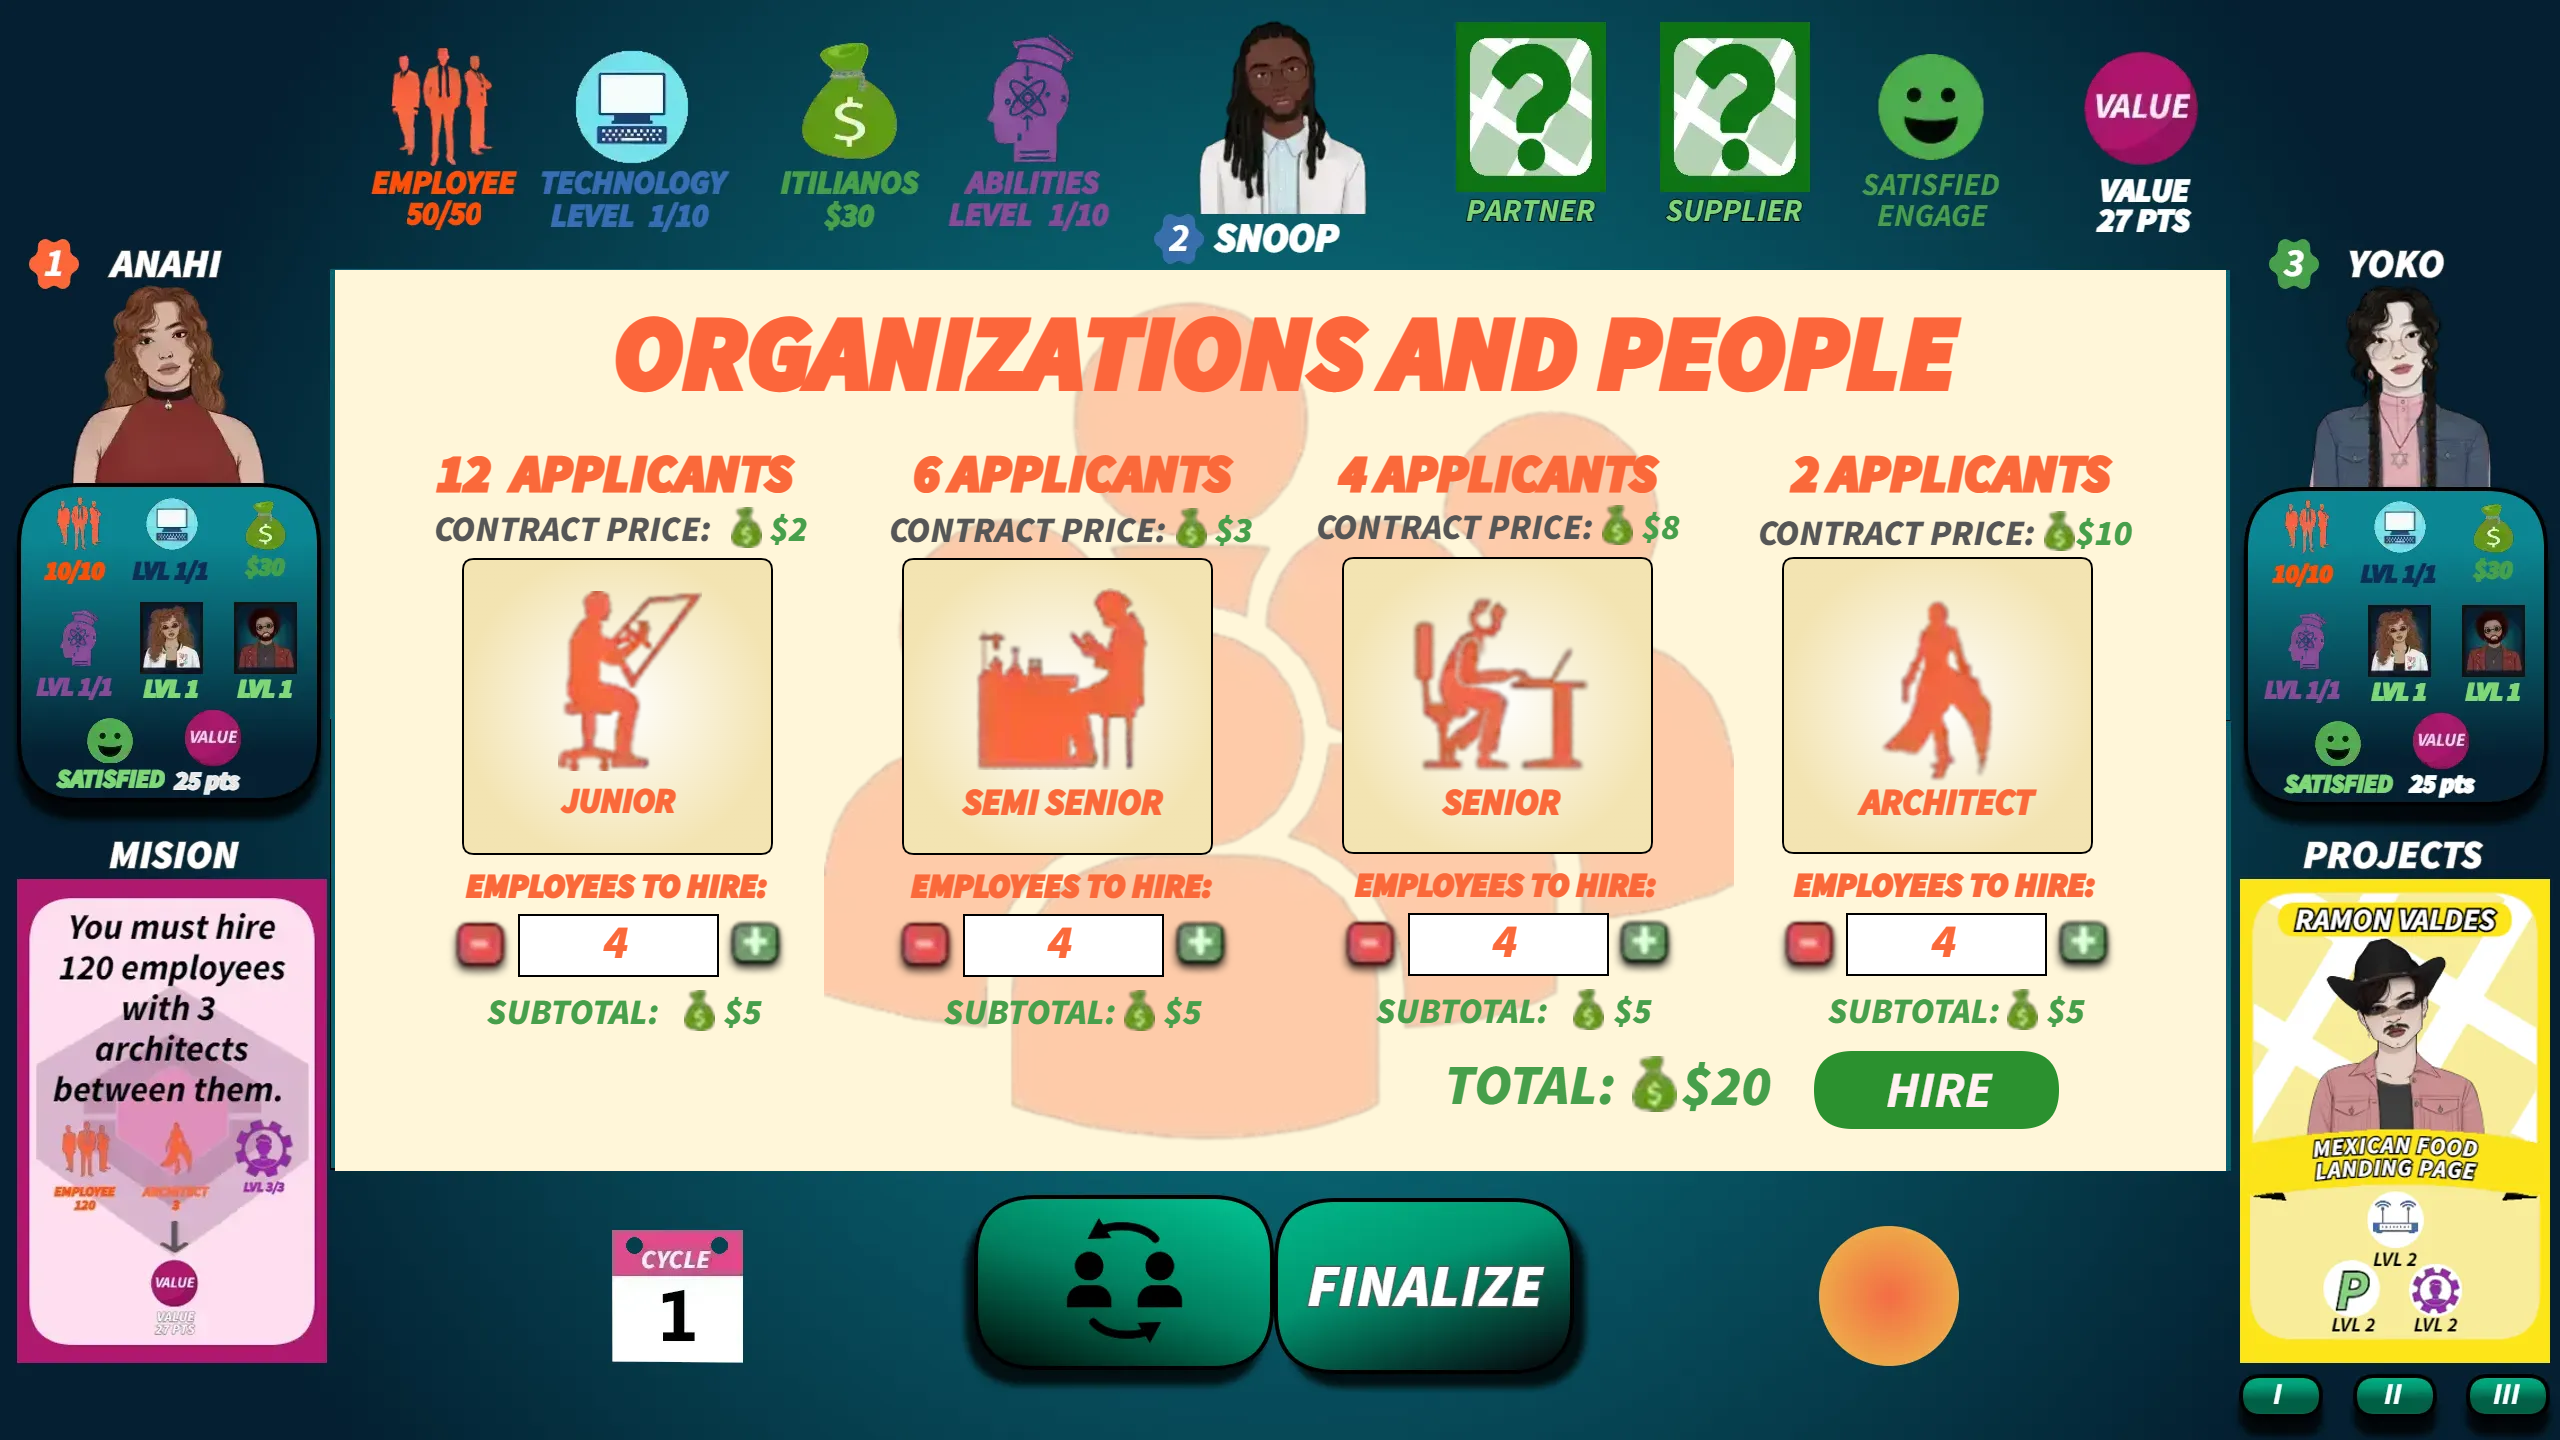 EMPLOYEE
50/50
TECHNOLOGY
LEVEL 1/10
$
ITILIANOS
$30
ABILITIES
LEVEL 1/10
2 SNOOP
?
PARTNER
?
SUPPLIER
SATISFIED
ENGAGE
VALUE
VALUE
27 PTS
1 ANAHI
$
10/10
LVL 1/1
$30
LVL 1/1
LVL 1
LVL 1
VALUE
SATISFIED
25 pts
3 YOKO
$
10/10
LVL 1/1
$30
LVL 1/1
LVL 1
LVL 1
VALUE
SATISFIED
25 pts
ORGANIZATIONS AND PEOPLE
12 APPLICANTS
CONTRACT PRICE: $ $2
JUNIOR
EMPLOYEES TO HIRE:
- 4 +
SUBTOTAL: $ $5
6 APPLICANTS
CONTRACT PRICE: $ $3
SEMI SENIOR
EMPLOYEES TO HIRE:
- 4 +
SUBTOTAL: $ $5
4 APPLICANTS
CONTRACT PRICE: $ $8
SENIOR
EMPLOYEES TO HIRE:
- 4 +
SUBTOTAL: $ $5
2 APPLICANTS
CONTRACT PRICE: $ $10
ARCHITECT
EMPLOYEES TO HIRE:
- 4 +
SUBTOTAL: $ $5
TOTAL: $ $20
HIRE
MISION
You must hire
120 employees
with 3
architects
between them.
EMPLOYEE
120
ARCHITECT
3
LVL 3/3
VALUE
VALUE
27 PTS
PROJECTS
RAMON VALDES
MEXICAN FOOD
LANDING PAGE
LVL 2
P
LVL 2
LVL 2
CYCLE
1
FINALIZE
I
II
III